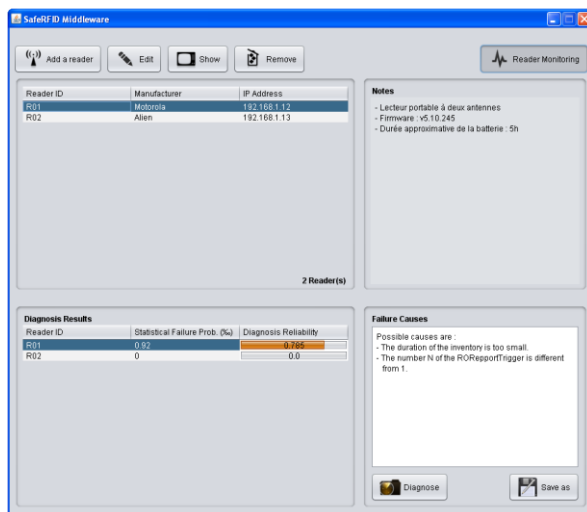 SafeRFID Middleware
Add a reader Edit Show Remove Reader Monitoring
Reader ID Manufacturer IP Address
R01 Motorola 192.168.1.12
R02 Alien 192.168.1.13
2 Reader(s)
Notes
- Lecteur portable à deux antennes
- Firmware : v5.10.245
- Durée approximative de la batterie : 5h
Diagnosis Results
Reader ID Statistical Failure Prob. (‰) Diagnosis Reliability
R01 0.92 0.785
R02 0 0.0
Failure Causes
Possible causes are :
- The duration of the inventory is too small.
- The number N of the RORepportTrigger is different
from 1.
Diagnose Save as